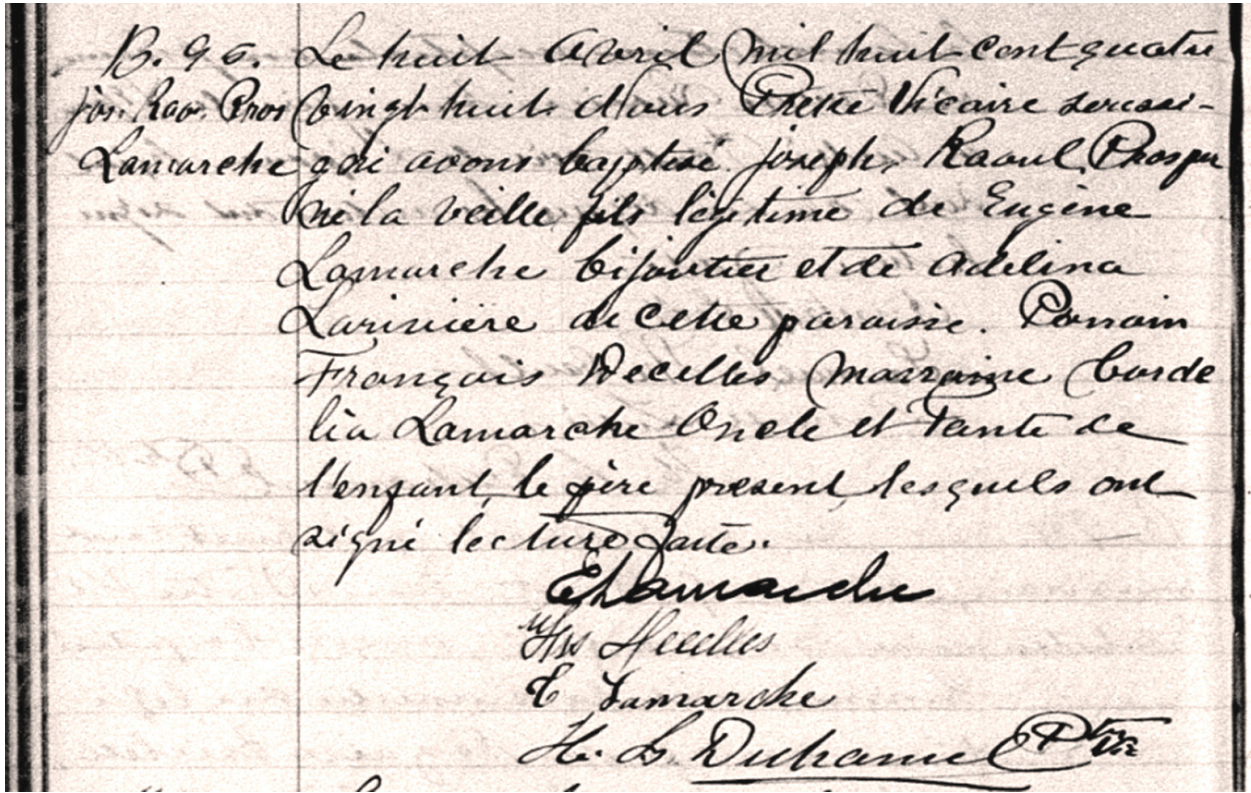 B. 96. Le huit Avril mil huit cent quatre
Jos. Rao. Pros vingt huit Nous Prêtre Vicaire soussi-
Lamarche gné avons baptisé Joseph Raoul Prosper
né la veille fils légitime de Eugène
Lamarche bijoutier et de Adelina
Larivière de cette paroisse. Parrain
François Decelles Marraine Corde
lia Lamarche Oncle et Tante de
l'enfant, le père présent, lesquels ont
signé lecture faite.
E Lamarche
Decelles
C Lamarche
H. L. Duhamel Ptre Vic